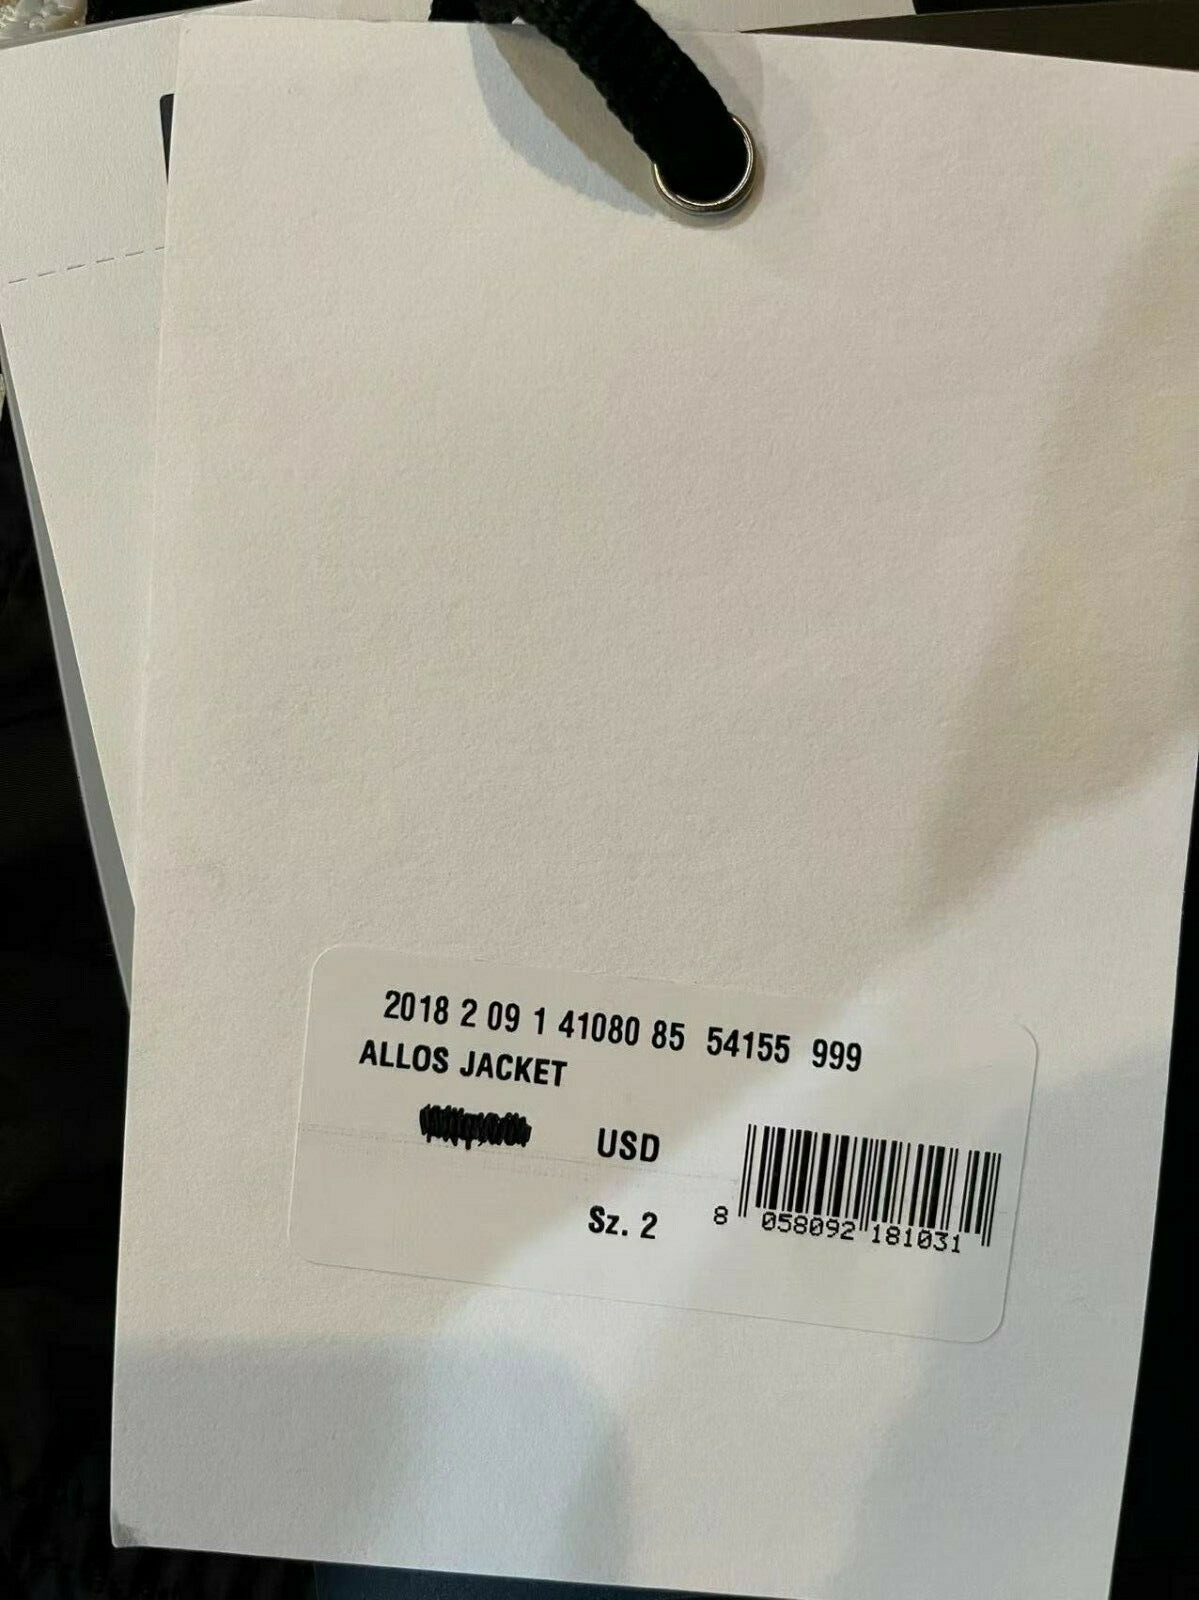 2018 2 09 1 41080 85 54155 999
ALLOS JACKET
USD
Sz. 2
8 058092 181031